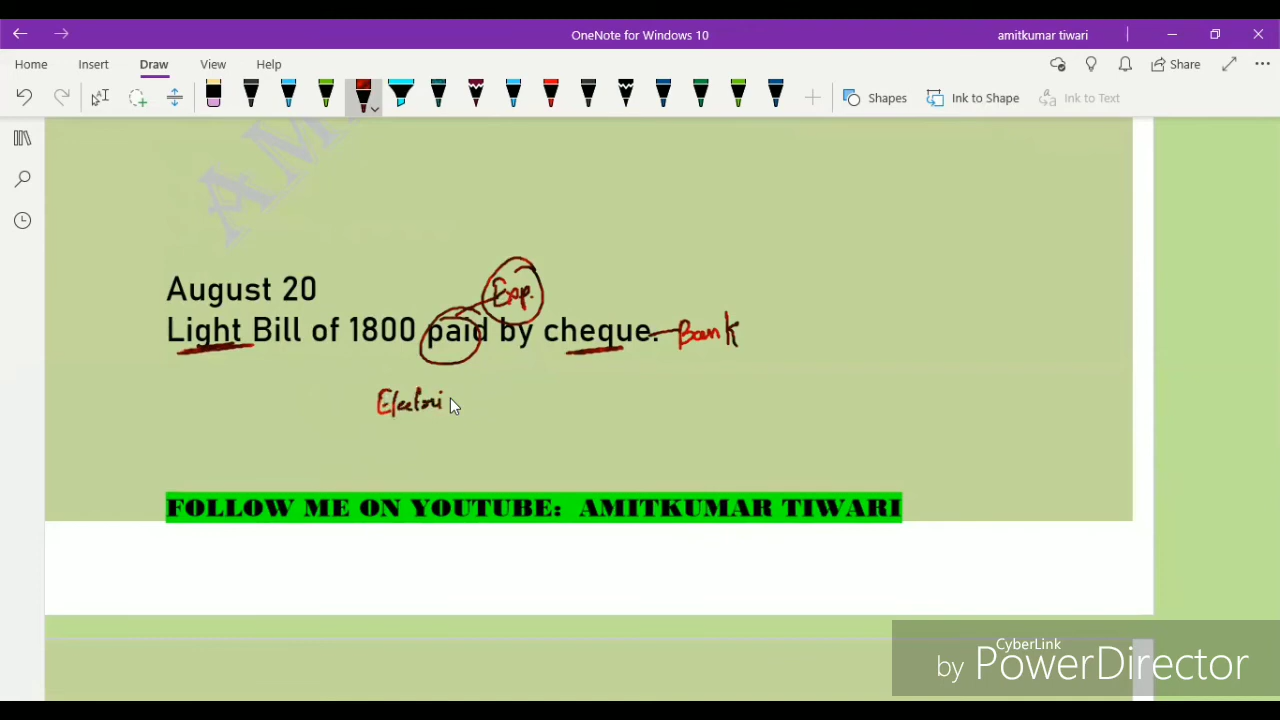 OneNote for Windows 10
amitkumar tiwari
Home Insert Draw View Help
Share
Shapes Ink to Shape Ink to Text
AM
August 20
Exp.
Light Bill of 1800 paid by cheque. Bank
Electri
FOLLOW ME ON YOUTUBE: AMITKUMAR TIWARI
CyberLink
by PowerDirector